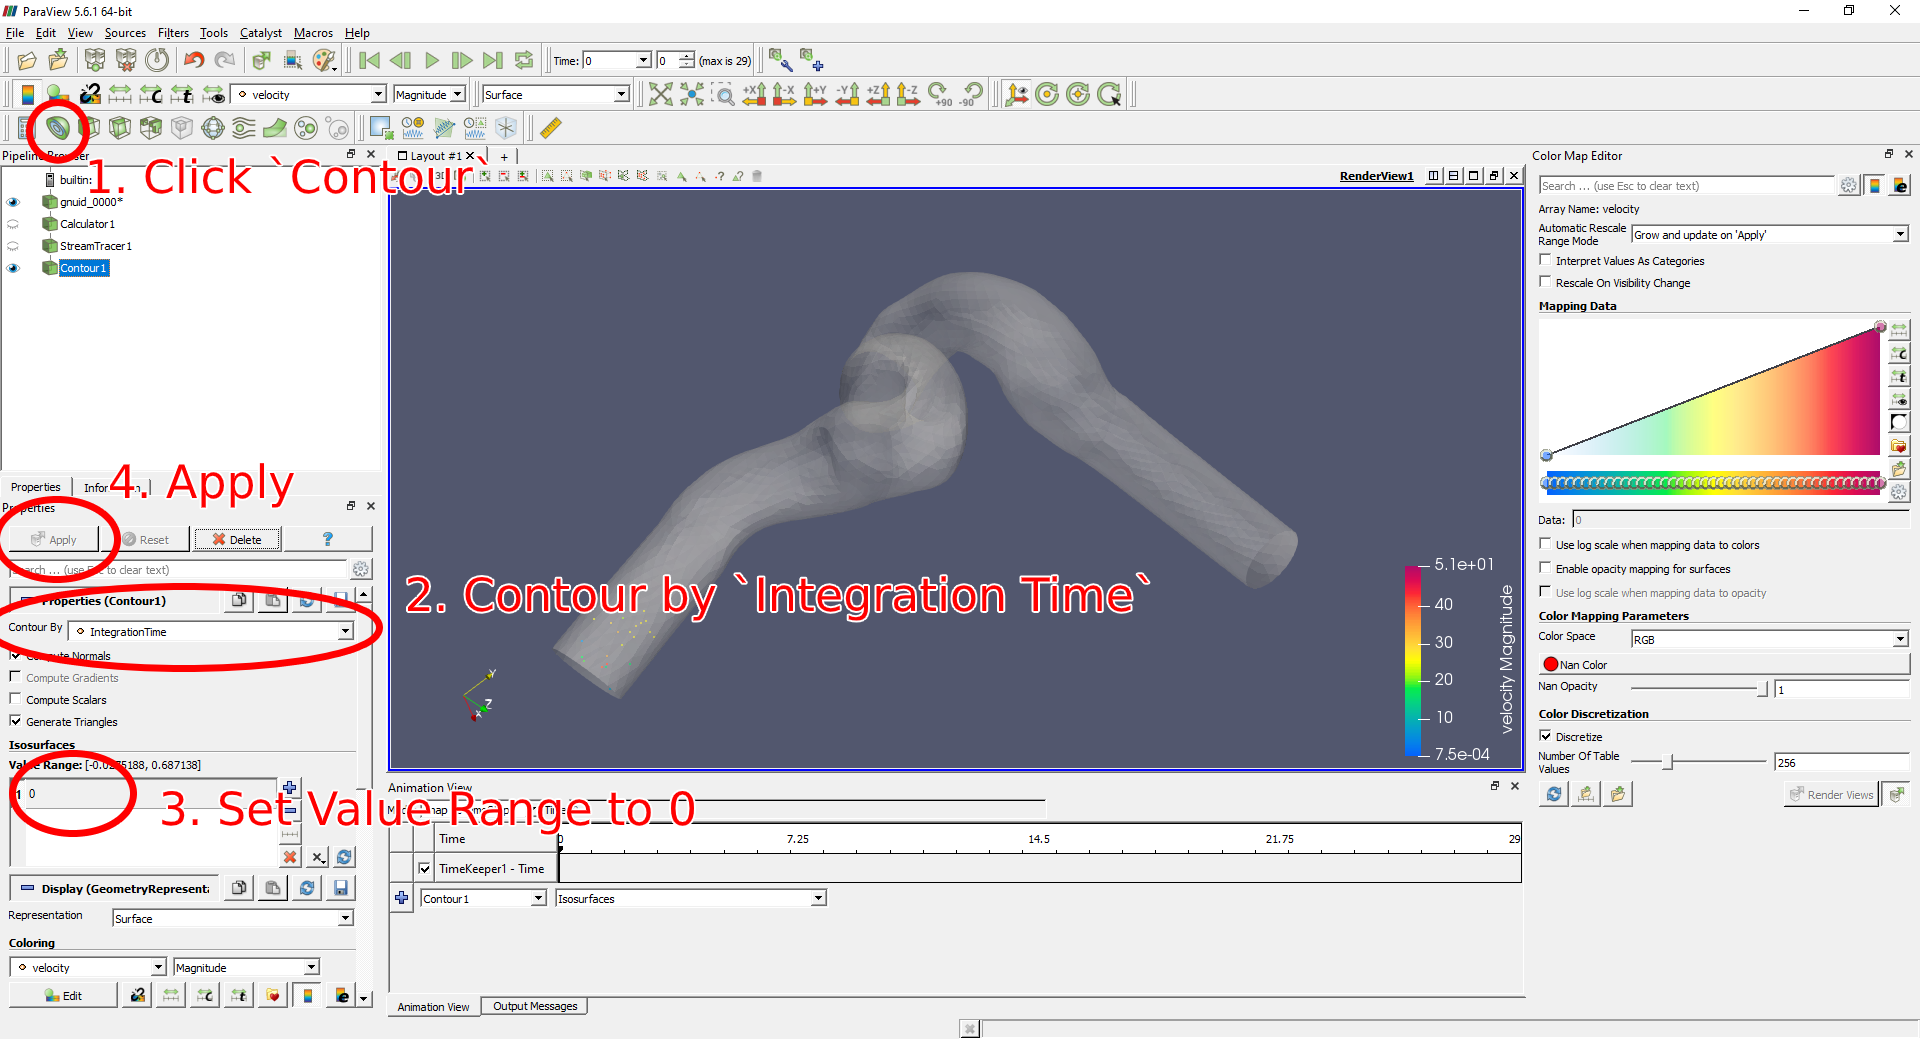 ParaView 5.6.1 64-bit
File Edit View Sources Filters Tools Catalyst Macros Help
Time: 0 0 (max is 29)
velocity Magnitude Surface
+X -X +Y -Y +Z -Z +90 -90
Pipeline Browser
Layout #1
Color Map Editor
1. Click `Contour`
builtin:
gnuid_0000*
Calculator1
StreamTracer1
Contour1
RenderView1
Search ... (use Esc to clear text)
Array Name: velocity
Automatic Rescale
Range Mode
Grow and update on 'Apply'
Interpret Values As Categories
Rescale On Visibility Change
Mapping Data
Data: 0
Use log scale when mapping data to colors
Enable opacity mapping for surfaces
Use log scale when mapping data to opacity
Color Mapping Parameters
Color Space RGB
Nan Color
Nan Opacity 1
Color Discretization
Discretize
Number Of Table
Values
256
Render Views
4. Apply
Properties
Properties
Apply Reset Delete ?
Search ... (use Esc to clear text)
Properties (Contour1)
2. Contour by `Integration Time`
Contour By IntegrationTime
Compute Normals
Compute Gradients
Compute Scalars
Generate Triangles
Isosurfaces
Value Range: [-0.0275188, 0.687138]
1 0
3. Set Value Range to 0
Display (GeometryRepresenta
Representation Surface
Coloring
velocity Magnitude
Edit
Y
Z
X
5.1e+01
40
30
20
10
7.5e-04
velocity Magnitude
Animation View
Time 0 7.25 14.5 21.75 29
TimeKeeper1 - Time
Contour1 Isosurfaces
Animation View Output Messages